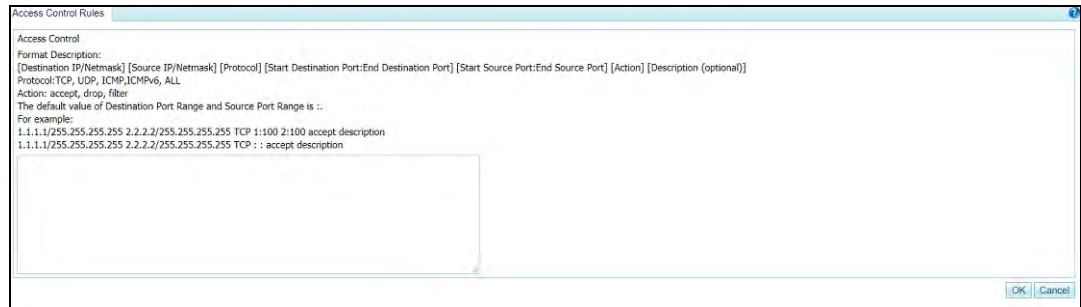 Access Control Rules
?
Access Control
Format Description:
[Destination IP/Netmask] [Source IP/Netmask] [Protocol] [Start Destination Port:End Destination Port] [Start Source Port:End Source Port] [Action] [Description (optional)]
Protocol:TCP, UDP, ICMP,ICMPv6, ALL
Action: accept, drop, filter
The default value of Destination Port Range and Source Port Range is :.
For example:
1.1.1.1/255.255.255.255 2.2.2.2/255.255.255.255 TCP 1:100 2:100 accept description
1.1.1.1/255.255.255.255 2.2.2.2/255.255.255.255 TCP : : accept description
OK Cancel